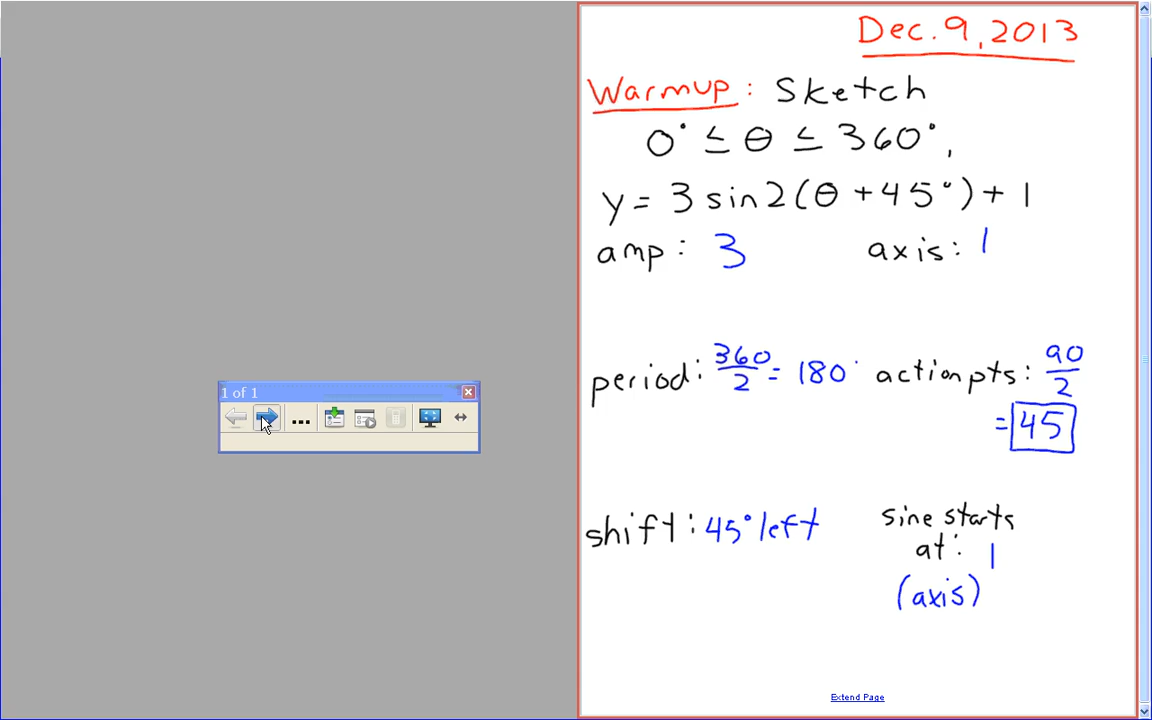 Dec. 9, 2013
Warmup: Sketch
0° ≤ θ ≤ 360°,
y = 3 sin 2(θ + 45°) + 1
amp: 3 axis: 1
period: 360/2 = 180° action pts: 90/2
= 45
1 of 1
...
shift: 45° left
sine starts
at: 1
(axis)
Extend Page